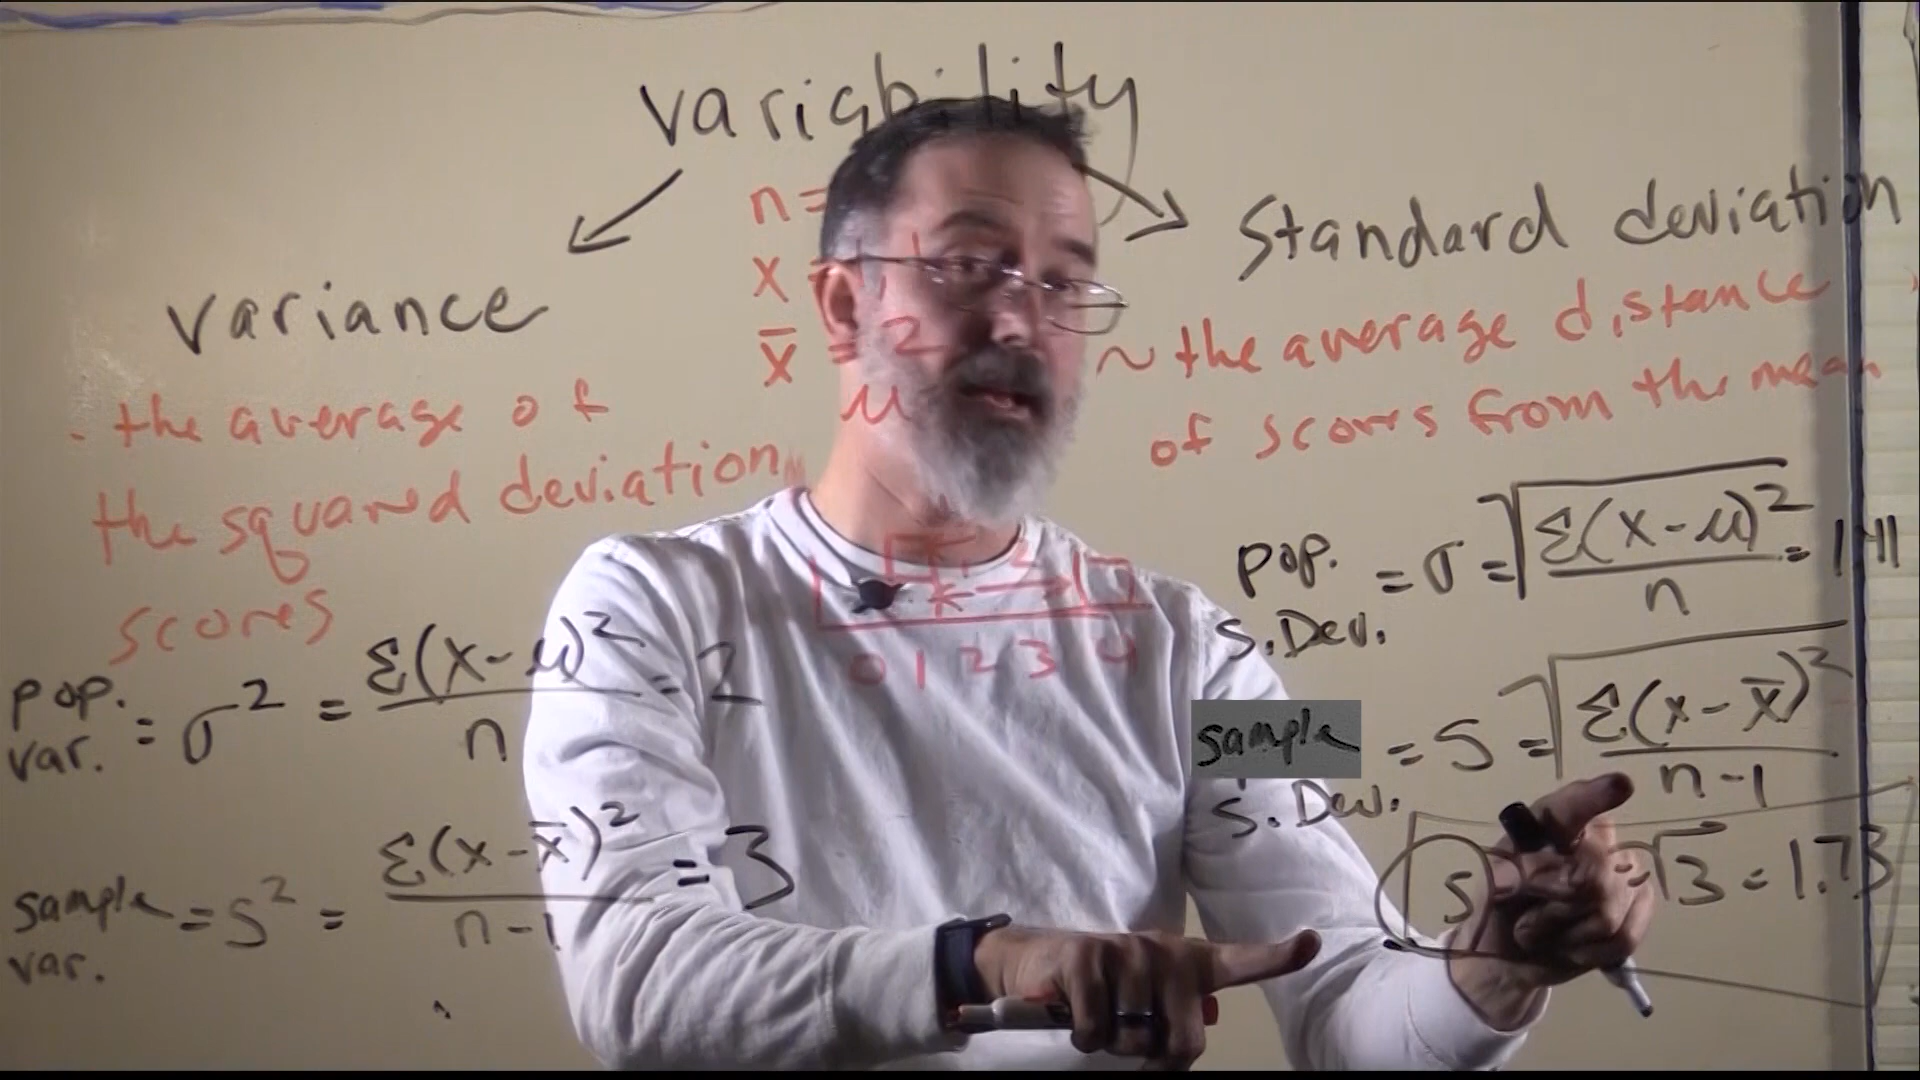 variability
n=
x =
x̄ = 2
μ
variance
- the average of
the squared deviation
scores
pop.
var. = σ² = Σ(x-μ)² / n = 2
sample
var. = s² = Σ(x-x̄)² / n-1 = 3
0 1 2 3 4
standard deviation
~ the average distance
of scores from the mean
pop.
S. Dev. = σ = √Σ(x-μ)² / n = 1.41
sample
S. Dev. = S = √Σ(x-x̄)² / n-1
S = √3 = 1.73